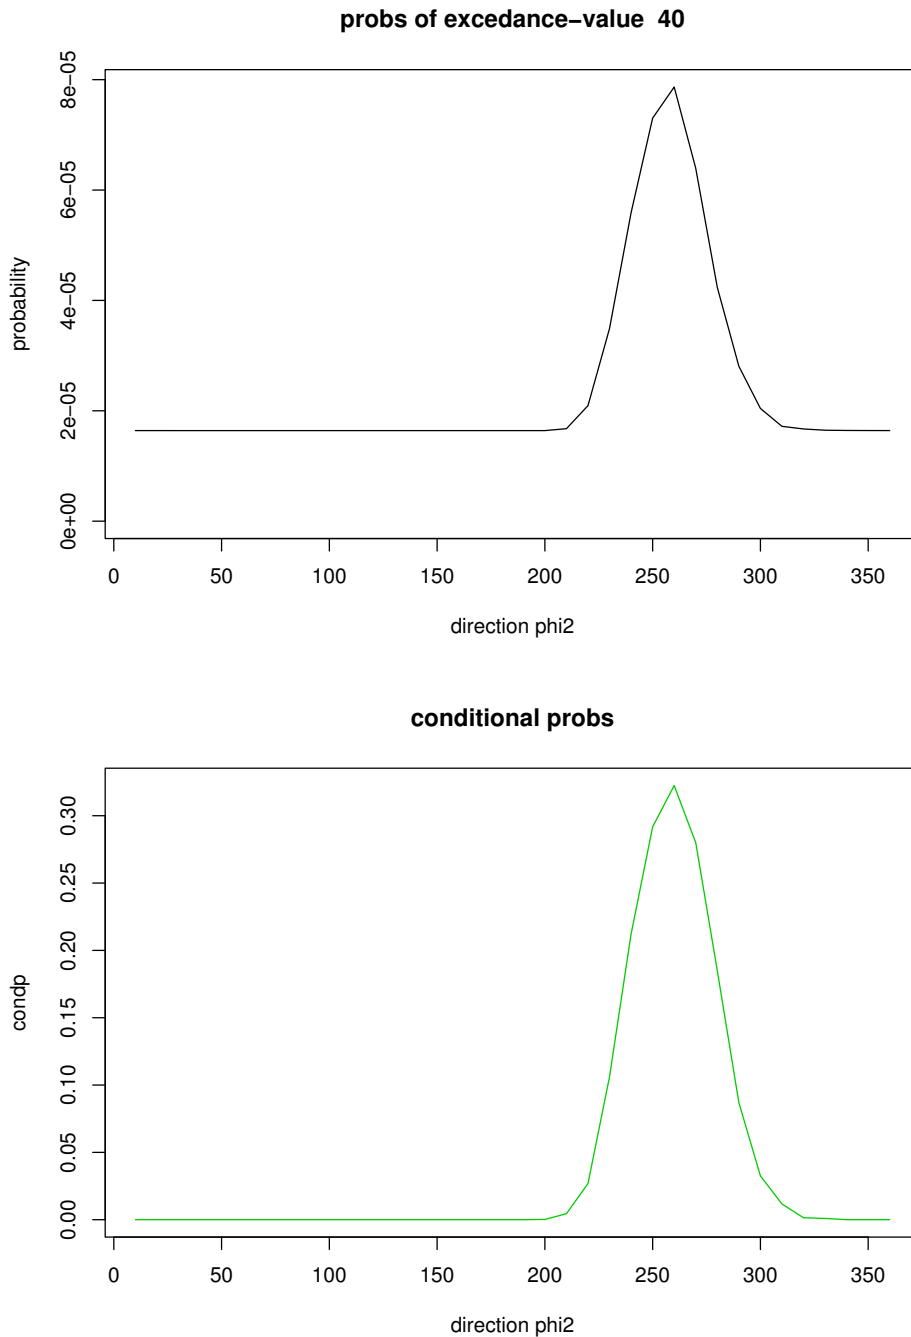 probs of excedance−value  40
probability
0e+00 2e−05 4e−05 6e−05 8e−05
0 50 100 150 200 250 300 350
direction phi2
conditional probs
condp
0.00 0.05 0.10 0.15 0.20 0.25 0.30
0 50 100 150 200 250 300 350
direction phi2